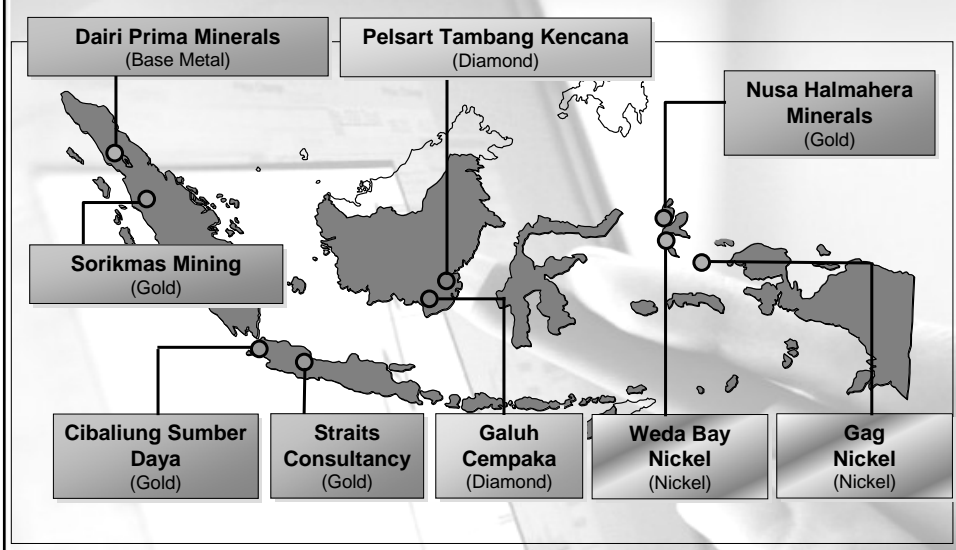 Dairi Prima Minerals
(Base Metal)
Pelsart Tambang Kencana
(Diamond)
Nusa Halmahera
Minerals
(Gold)
Sorikmas Mining
(Gold)
Cibaliung Sumber
Daya
(Gold)
Straits
Consultancy
(Gold)
Galuh
Cempaka
(Diamond)
Weda Bay
Nickel
(Nickel)
Gag
Nickel
(Nickel)